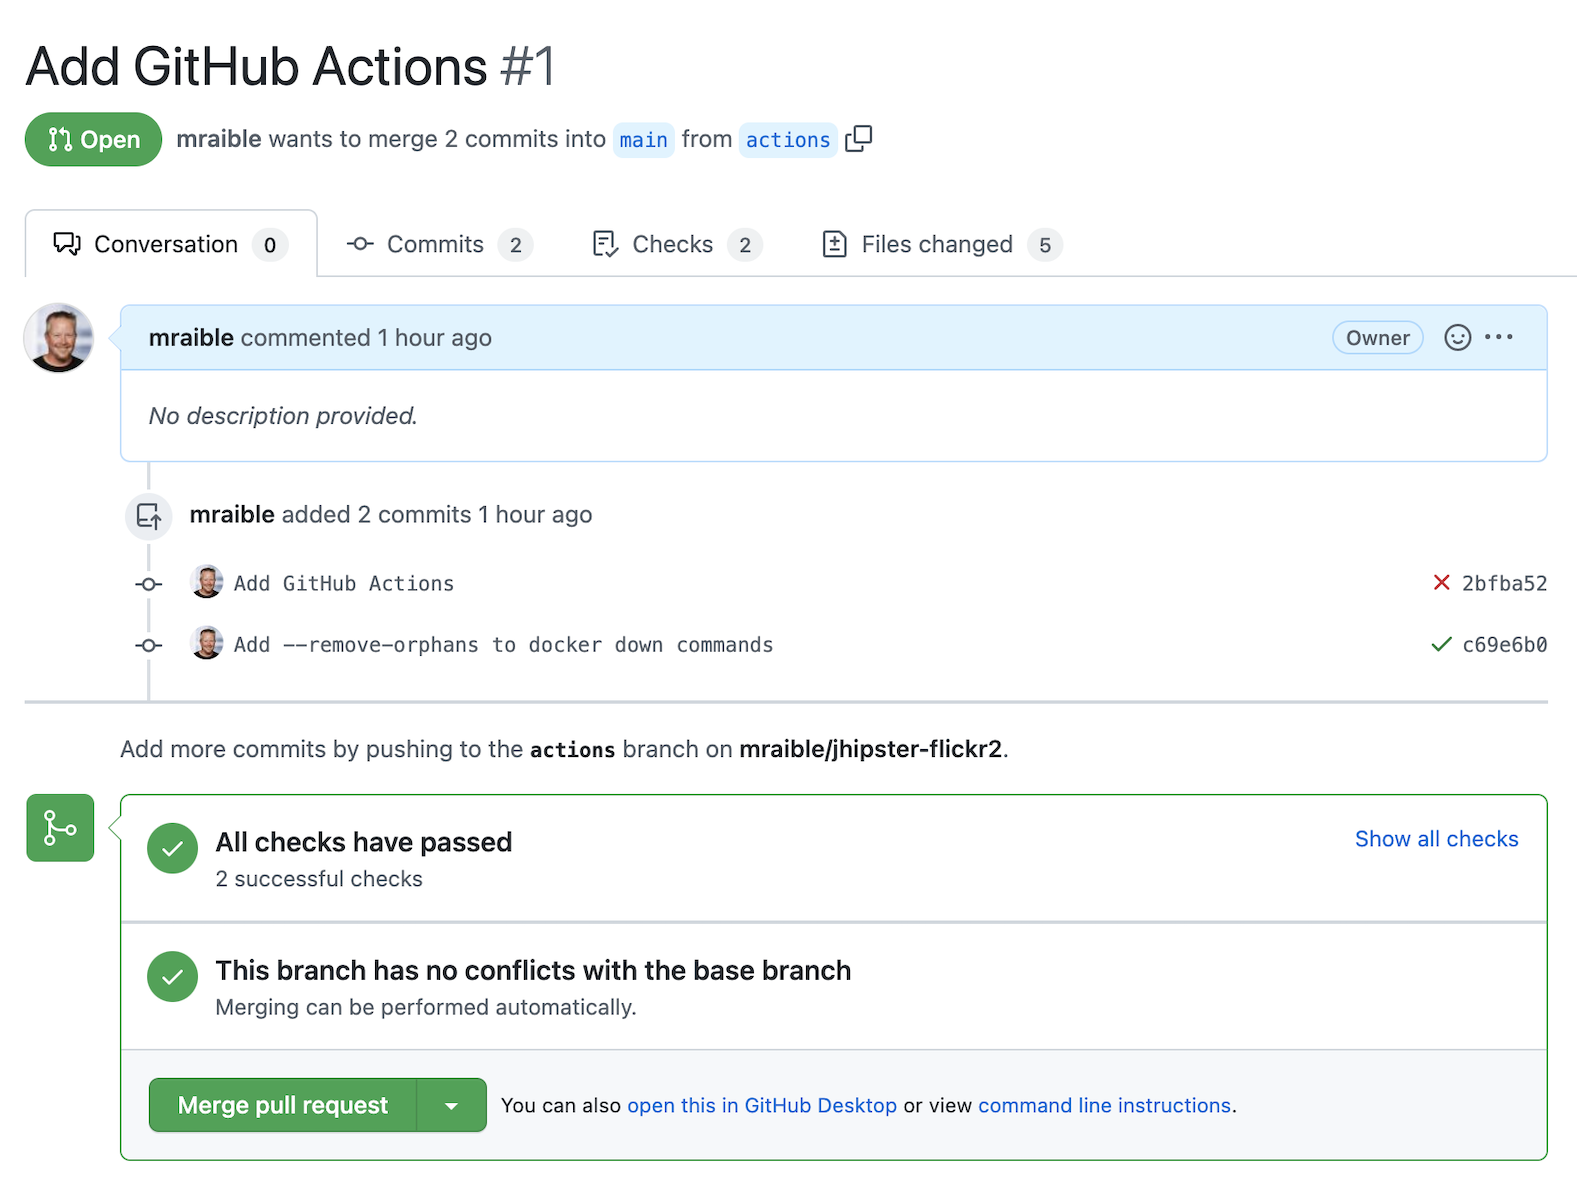 Add GitHub Actions #1
Open mraible wants to merge 2 commits into main from actions
Conversation 0 Commits 2 Checks 2 Files changed 5
mraible commented 1 hour ago Owner
No description provided.
mraible added 2 commits 1 hour ago
Add GitHub Actions 2bfba52
Add --remove-orphans to docker down commands c69e6b0
Add more commits by pushing to the actions branch on mraible/jhipster-flickr2.
All checks have passed Show all checks
2 successful checks
This branch has no conflicts with the base branch
Merging can be performed automatically.
Merge pull request You can also open this in GitHub Desktop or view command line instructions.